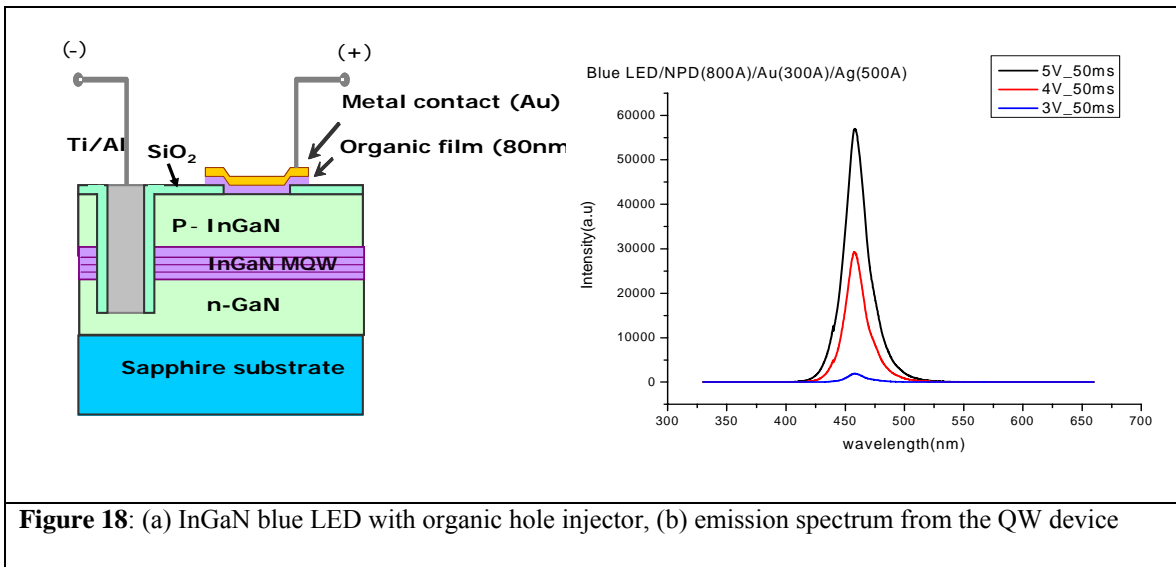 (-)
(+)
Metal contact (Au)
Organic film (80nm
Ti/Al
SiO2
P- InGaN
InGaN MQW
n-GaN
Sapphire substrate
Blue LED/NPD(800A)/Au(300A)/Ag(500A)
5V_50ms
4V_50ms
3V_50ms
60000
50000
40000
30000
20000
10000
0
Intensity(a.u)
300 350 400 450 500 550 600 650 700
wavelength(nm)
Figure 18: (a) InGaN blue LED with organic hole injector, (b) emission spectrum from the QW device